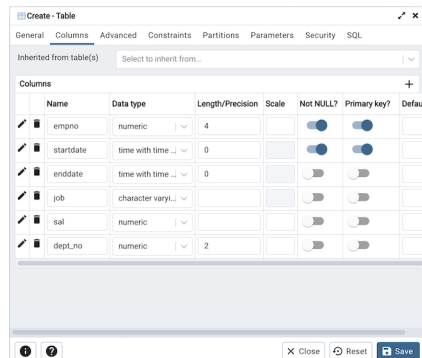 Create - Table
General Columns Advanced Constraints Partitions Parameters Security SQL
Inherited from table(s) Select to inherit from...
Columns
Name Data type Length/Precision Scale Not NULL? Primary key? Defau
empno numeric 4
startdate time with time ... 0
enddate time with time ... 0
job character varyi...
sal numeric
dept_no numeric 2
Close Reset Save